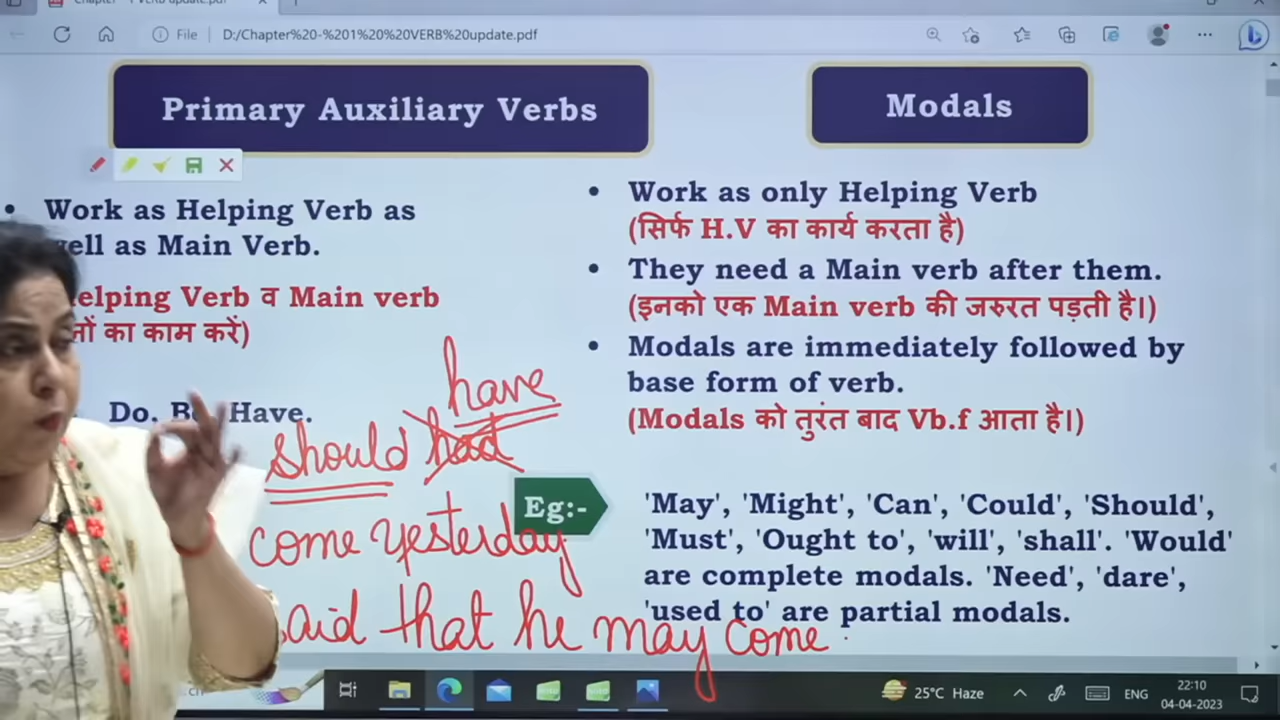 File D:/Chapter%20-%201%20%20VERB%20update.pdf
Primary Auxiliary Verbs
Modals
• Work as Helping Verb as
well as Main Verb.
elping Verb व Main verb
नों का काम करें)
Do. Be. Have.
• Work as only Helping Verb
(सिर्फ H.V का कार्य करता है)
• They need a Main verb after them.
(इनको एक Main verb की जरुरत पड़ती है।)
• Modals are immediately followed by
base form of verb.
(Modals को तुरंत बाद Vb.f आता है।)
Eg:-
'May', 'Might', 'Can', 'Could', 'Should',
'Must', 'Ought to', 'will', 'shall'. 'Would'
are complete modals. 'Need', 'dare',
'used to' are partial modals.
have
should had
come yesterday
said that he may come.
25°C Haze
ENG
22:10
04-04-2023